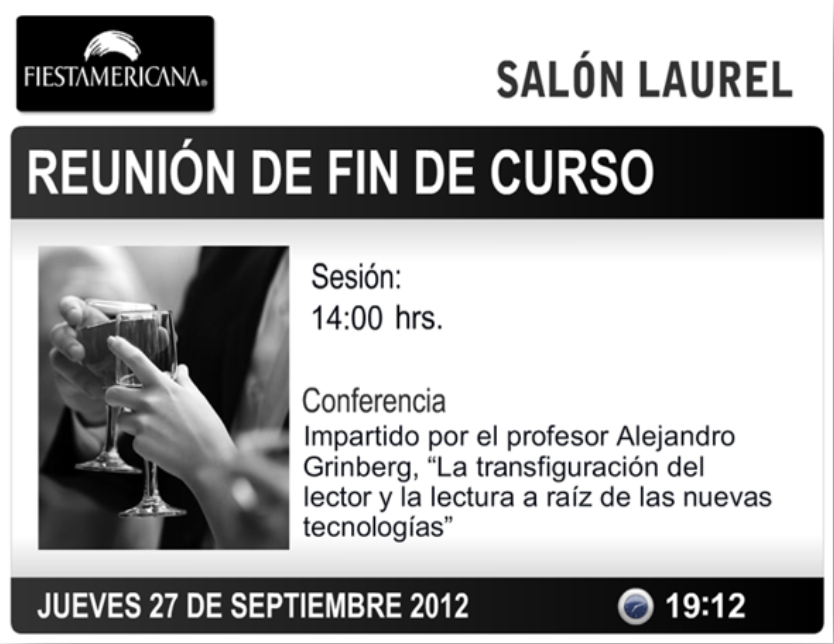 FIESTAMERICANA®
SALÓN LAUREL
REUNIÓN DE FIN DE CURSO
Sesión:
14:00 hrs.
Conferencia
Impartido por el profesor Alejandro
Grinberg, “La transfiguración del
lector y la lectura a raíz de las nuevas
tecnologías”
JUEVES 27 DE SEPTIEMBRE 2012
19:12